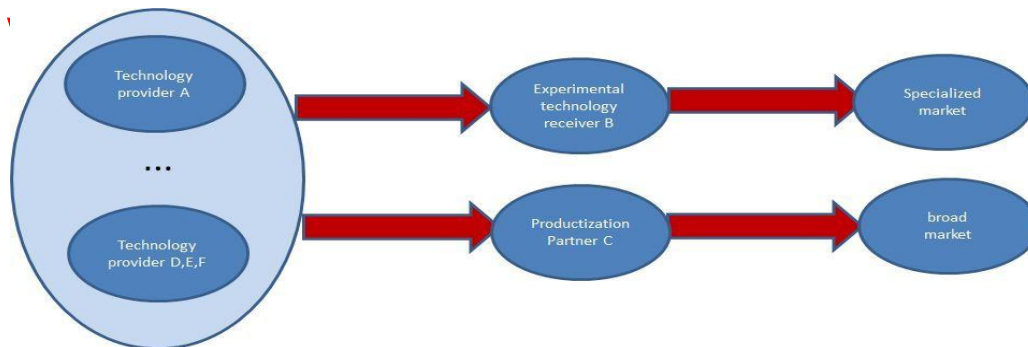 Technology
provider A
...
Technology
provider D,E,F
Experimental
technology
receiver B
Specialized
market
Productization
Partner C
broad
market